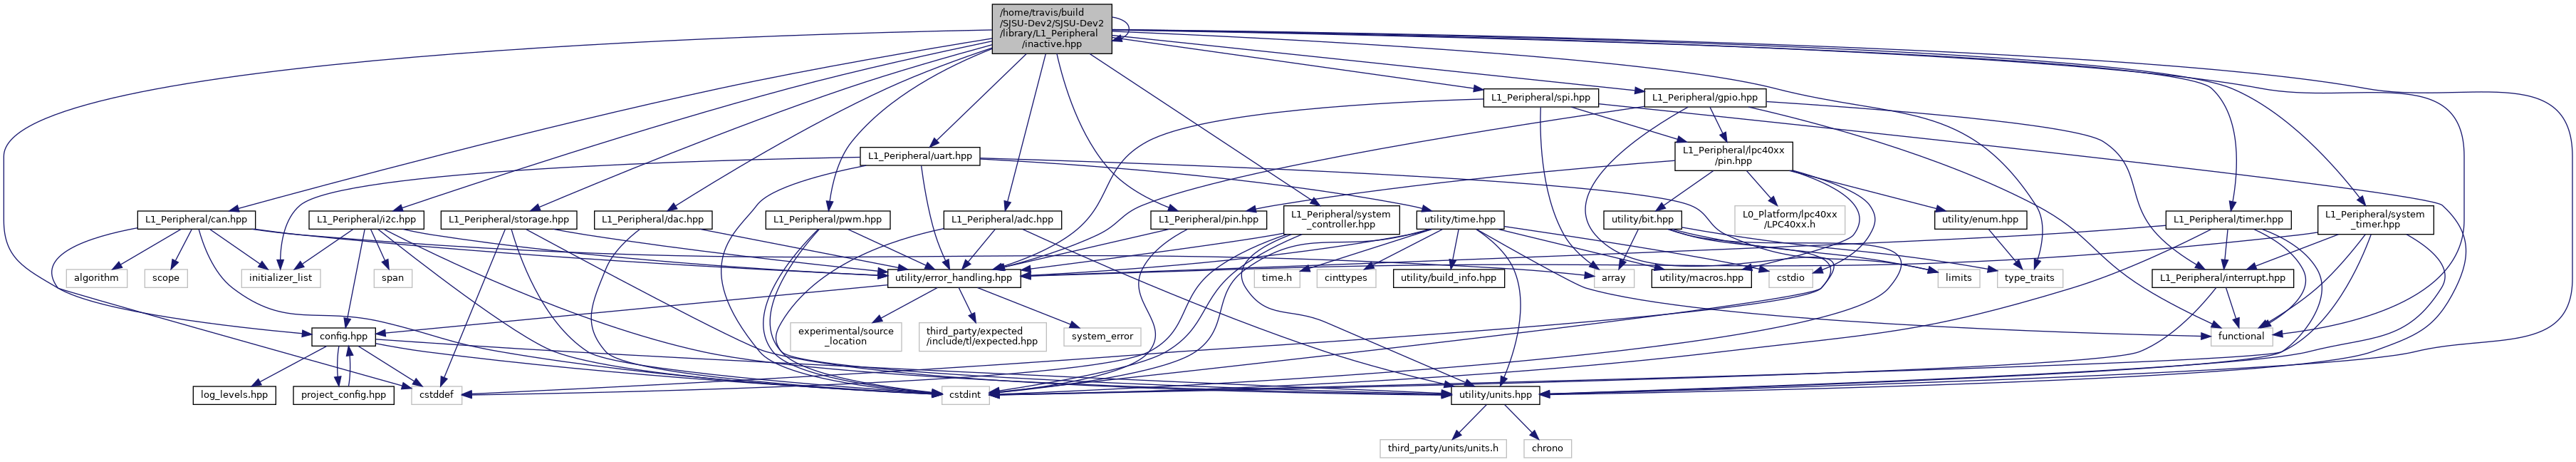 /home/travis/build
/SJSU-Dev2/SJSU-Dev2
/library/L1_Peripheral
/inactive.hpp
L1_Peripheral/spi.hpp
L1_Peripheral/gpio.hpp
L1_Peripheral/uart.hpp
L1_Peripheral/lpc40xx
/pin.hpp
L1_Peripheral/can.hpp
L1_Peripheral/i2c.hpp
L1_Peripheral/storage.hpp
L1_Peripheral/dac.hpp
L1_Peripheral/pwm.hpp
L1_Peripheral/adc.hpp
L1_Peripheral/pin.hpp
L1_Peripheral/system
_controller.hpp
utility/time.hpp
utility/bit.hpp
L0_Platform/lpc40xx
/LPC40xx.h
utility/enum.hpp
L1_Peripheral/timer.hpp
L1_Peripheral/system
_timer.hpp
algorithm
scope
initializer_list
span
utility/error_handling.hpp
time.h
cinttypes
utility/build_info.hpp
array
utility/macros.hpp
cstdio
limits
type_traits
L1_Peripheral/interrupt.hpp
config.hpp
experimental/source
_location
third_party/expected
/include/tl/expected.hpp
system_error
functional
log_levels.hpp
project_config.hpp
cstddef
cstdint
utility/units.hpp
third_party/units/units.h
chrono